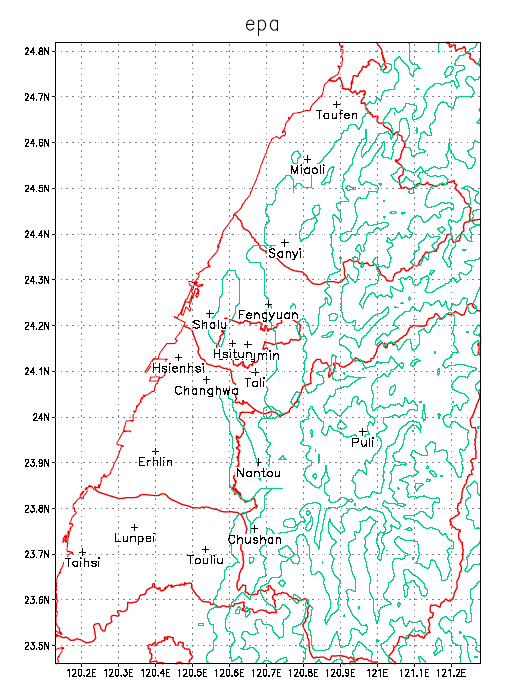 epa
24.8N
24.7N
Toufen
24.6N
Miaoli
24.5N
24.4N
Sanyi
24.3N
Shalu
Fengyuan
24.2N
Hsienhsi
24.1N
Tali
Changhwa
24N
Puli
23.9N
Erhlin
Nantou
23.8N
Lunpei
Chushan
23.7N
Taihsi
Touliu
23.6N
23.5N
120.2E 120.3E 120.4E 120.5E 120.6E 120.7E 120.8E 120.9E 121E 121.1E 121.2E